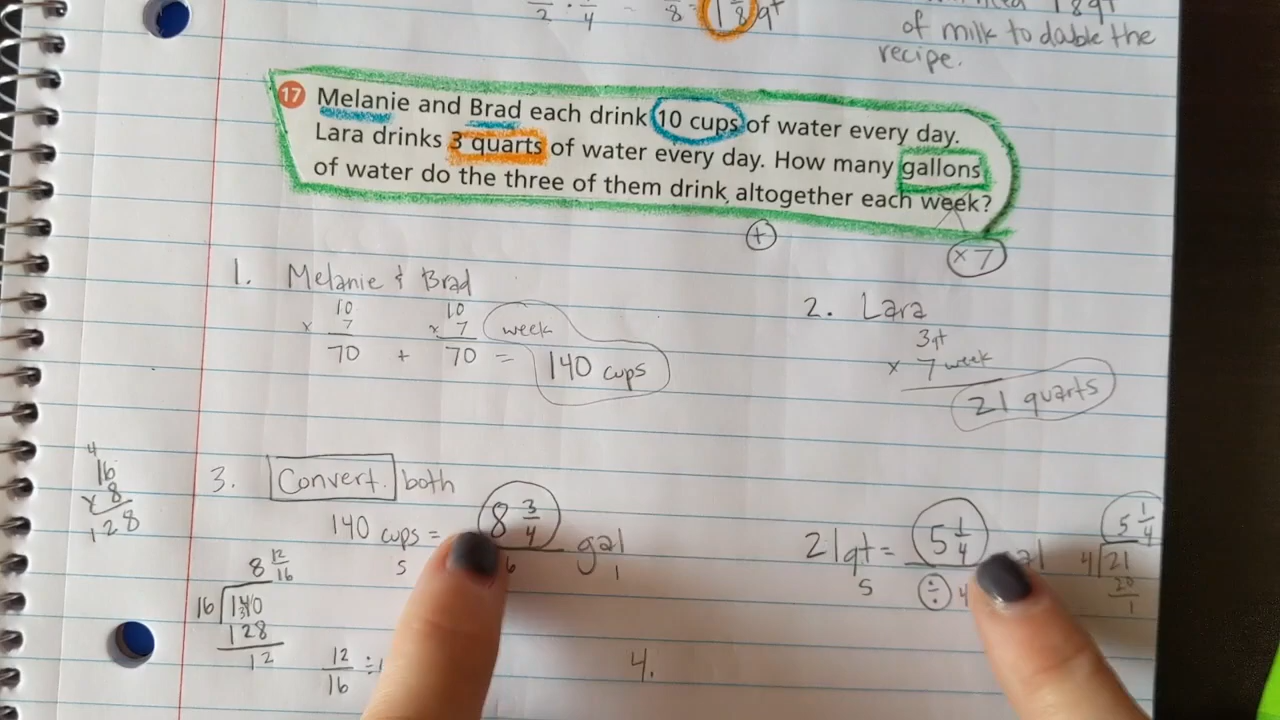 of milk to double the
recipe.
17 Melanie and Brad each drink 10 cups of water every day.
Lara drinks 3 quarts of water every day. How many gallons
of water do the three of them drink altogether each week?
+
× 7
1. Melanie & Brad
10 10
× 7 × 7 week
70 + 70 = 140 cups
2. Lara
3qt
× 7 week
21 quarts
3. Convert both
4
16
× 8
128
140 cups = 8 3/4 gal
S 1
8 12/16
16 140
128
12
12/16 ÷
21qt = 5 1/4
S ÷ 4
5 1/4
4 21
20
1
4.